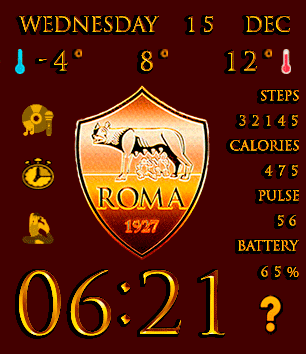 WEDNESDAY 15 DEC
-4° 8° 12°
STEPS
32145
CALORIES
475
PULSE
56
BATTERY
65%
ROMA
1927
06:21
?